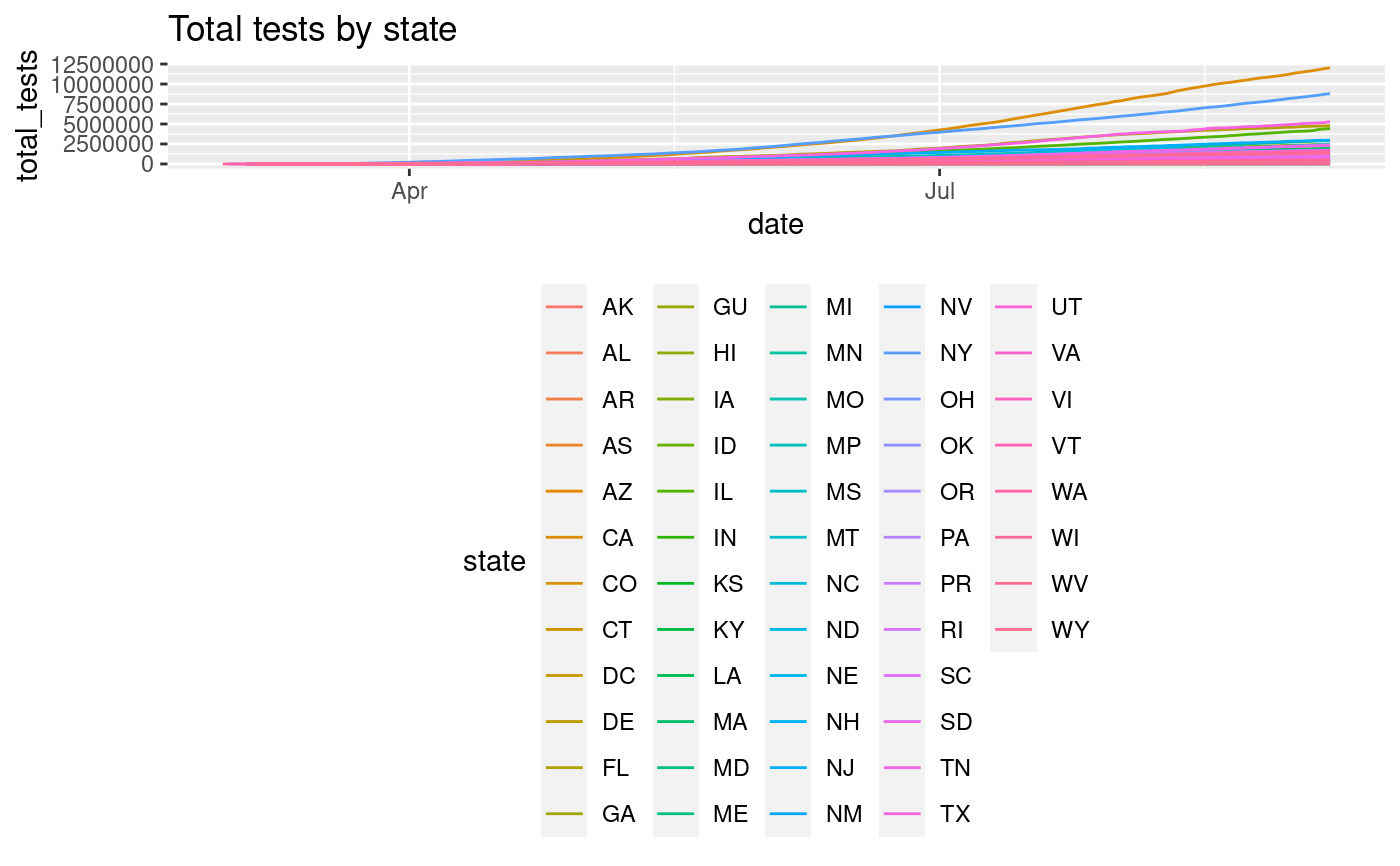 Total tests by state
total_tests
12500000
10000000
7500000
5000000
2500000
0
Apr Jul
date
state
AK GU MI NV UT
AL HI MN NY VA
AR IA MO OH VI
AS ID MP OK VT
AZ IL MS OR WA
CA IN MT PA WI
CO KS NC PR WV
CT KY ND RI WY
DC LA NE SC
DE MA NH SD
FL MD NJ TN
GA ME NM TX